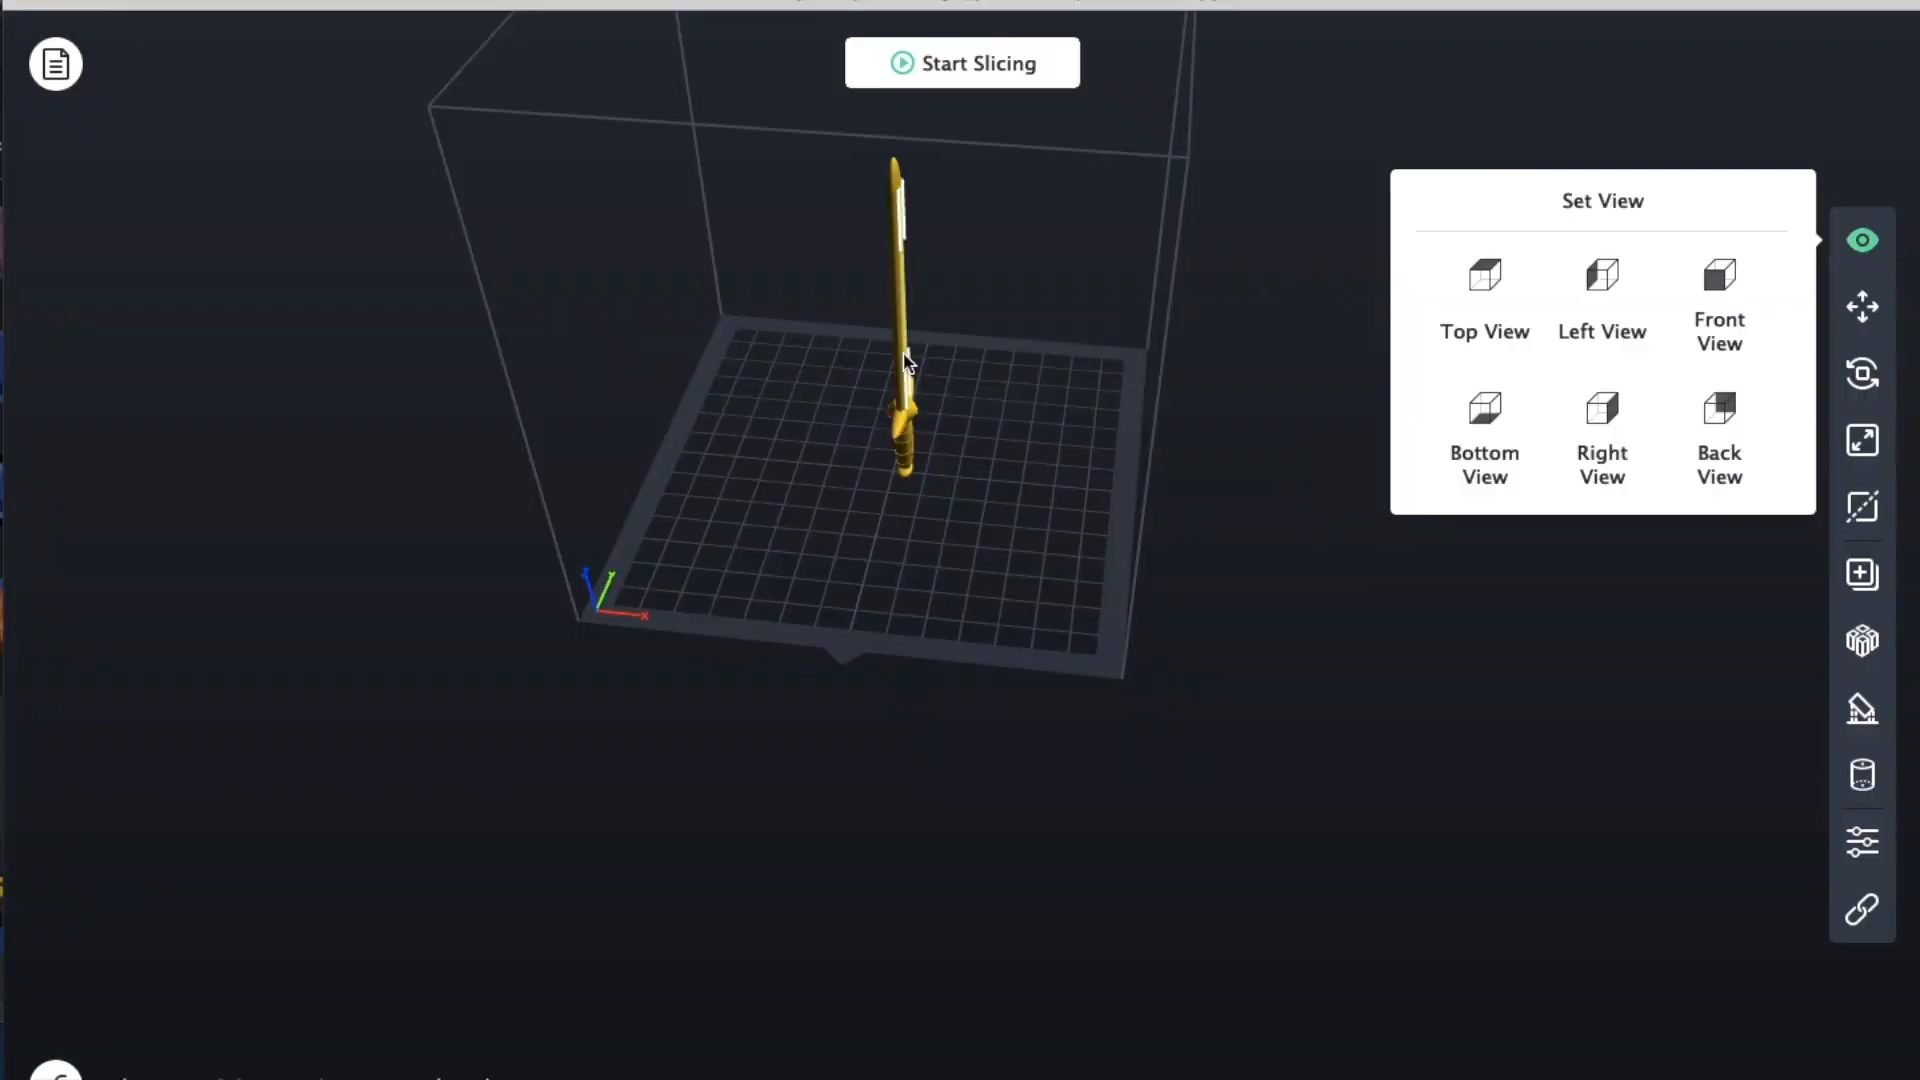 Start Slicing
Set View
Top View
Left View
Front
View
Bottom
View
Right
View
Back
View
Z
Y
X